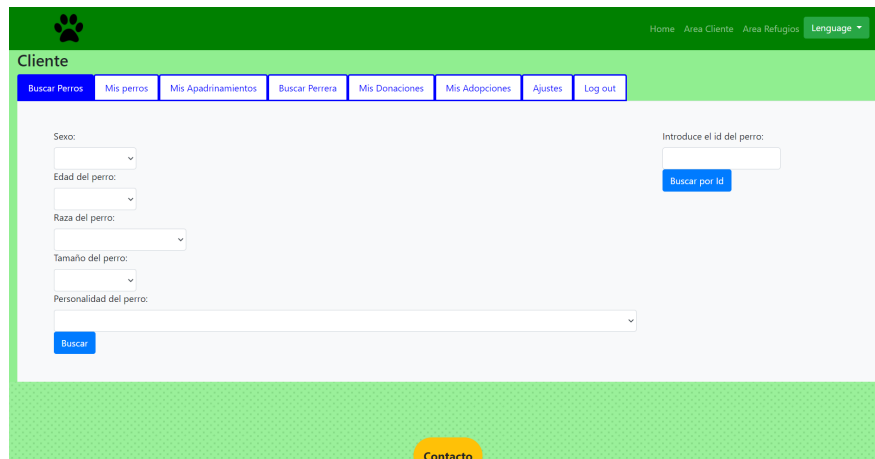 Home Area Cliente Area Refugios Lenguage
Cliente
Buscar Perros Mis perros Mis Apadrinamientos Buscar Perrera Mis Donaciones Mis Adopciones Ajustes Log out
Sexo:
Edad del perro:
Raza del perro:
Tamaño del perro:
Personalidad del perro:
Buscar
Introduce el id del perro:
Buscar por Id
Contacto